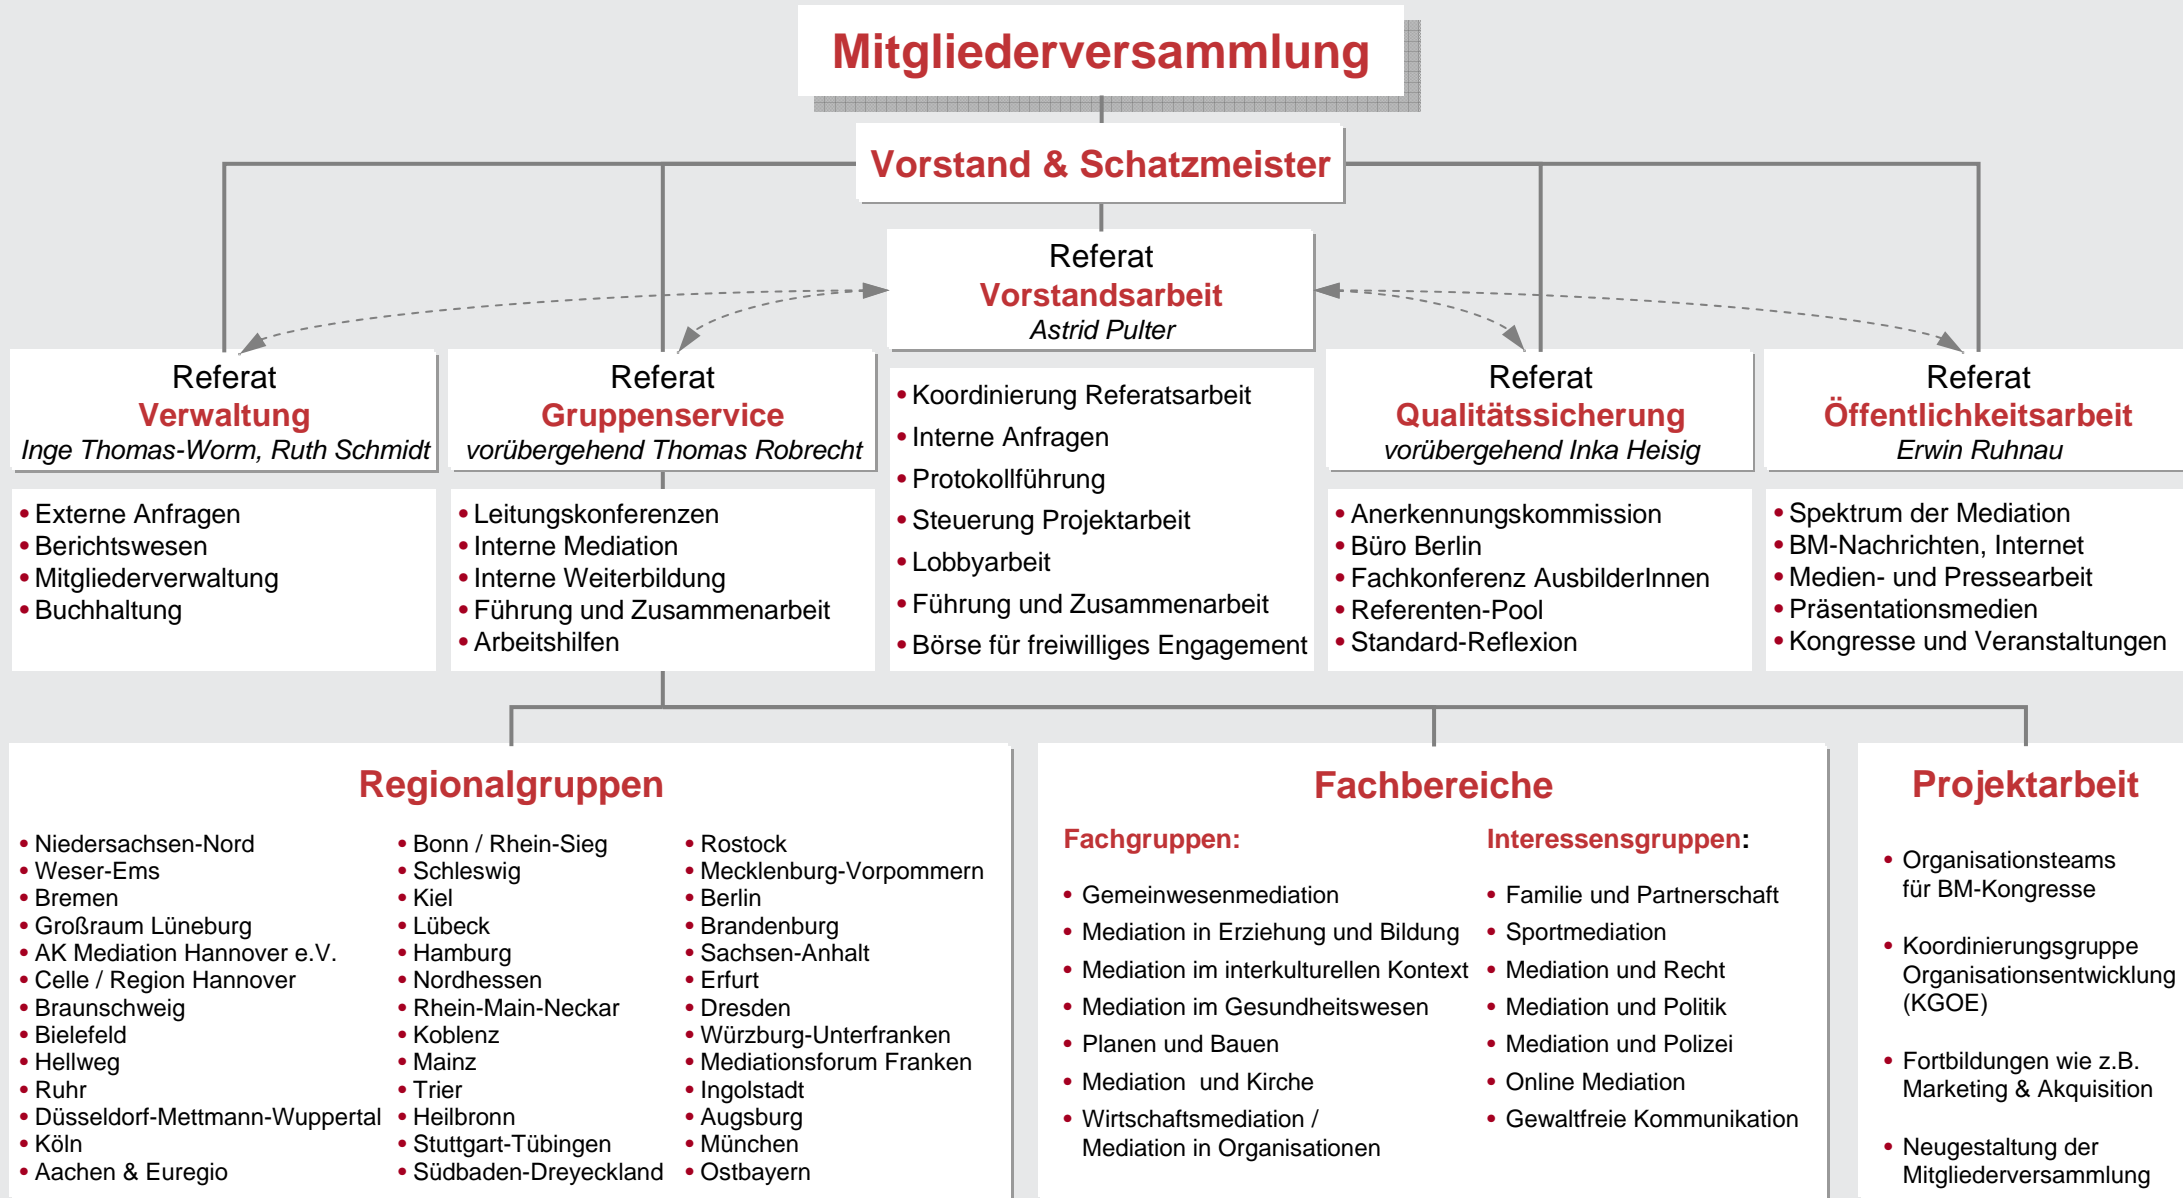 Mitgliederversammlung
Vorstand & Schatzmeister
Referat
Vorstandsarbeit
Astrid Pulter
• Koordinierung Referatsarbeit
• Interne Anfragen
• Protokollführung
• Steuerung Projektarbeit
• Lobbyarbeit
• Führung und Zusammenarbeit
• Börse für freiwilliges Engagement
Referat
Verwaltung
Inge Thomas-Worm, Ruth Schmidt
• Externe Anfragen
• Berichtswesen
• Mitgliederverwaltung
• Buchhaltung
Referat
Gruppenservice
vorübergehend Thomas Robrecht
• Leitungskonferenzen
• Interne Mediation
• Interne Weiterbildung
• Führung und Zusammenarbeit
• Arbeitshilfen
Referat
Qualitätssicherung
vorübergehend Inka Heisig
• Anerkennungskommission
• Büro Berlin
• Fachkonferenz AusbilderInnen
• Referenten-Pool
• Standard-Reflexion
Referat
Öffentlichkeitsarbeit
Erwin Ruhnau
• Spektrum der Mediation
• BM-Nachrichten, Internet
• Medien- und Pressearbeit
• Präsentationsmedien
• Kongresse und Veranstaltungen
Regionalgruppen
• Niedersachsen-Nord
• Weser-Ems
• Bremen
• Großraum Lüneburg
• AK Mediation Hannover e.V.
• Celle / Region Hannover
• Braunschweig
• Bielefeld
• Hellweg
• Ruhr
• Düsseldorf-Mettmann-Wuppertal
• Köln
• Aachen & Euregio
• Bonn / Rhein-Sieg
• Schleswig
• Kiel
• Lübeck
• Hamburg
• Nordhessen
• Rhein-Main-Neckar
• Koblenz
• Mainz
• Trier
• Heilbronn
• Stuttgart-Tübingen
• Südbaden-Dreyeckland
• Rostock
• Mecklenburg-Vorpommern
• Berlin
• Brandenburg
• Sachsen-Anhalt
• Erfurt
• Dresden
• Würzburg-Unterfranken
• Mediationsforum Franken
• Ingolstadt
• Augsburg
• München
• Ostbayern
Fachbereiche
Fachgruppen:
• Gemeinwesenmediation
• Mediation in Erziehung und Bildung
• Mediation im interkulturellen Kontext
• Mediation im Gesundheitswesen
• Planen und Bauen
• Mediation und Kirche
• Wirtschaftsmediation /
Mediation in Organisationen
Interessensgruppen:
• Familie und Partnerschaft
• Sportmediation
• Mediation und Recht
• Mediation und Politik
• Mediation und Polizei
• Online Mediation
• Gewaltfreie Kommunikation
Projektarbeit
• Organisationsteams
für BM-Kongresse
• Koordinierungsgruppe
Organisationsentwicklung
(KGOE)
• Fortbildungen wie z.B.
Marketing & Akquisition
• Neugestaltung der
Mitgliederversammlung